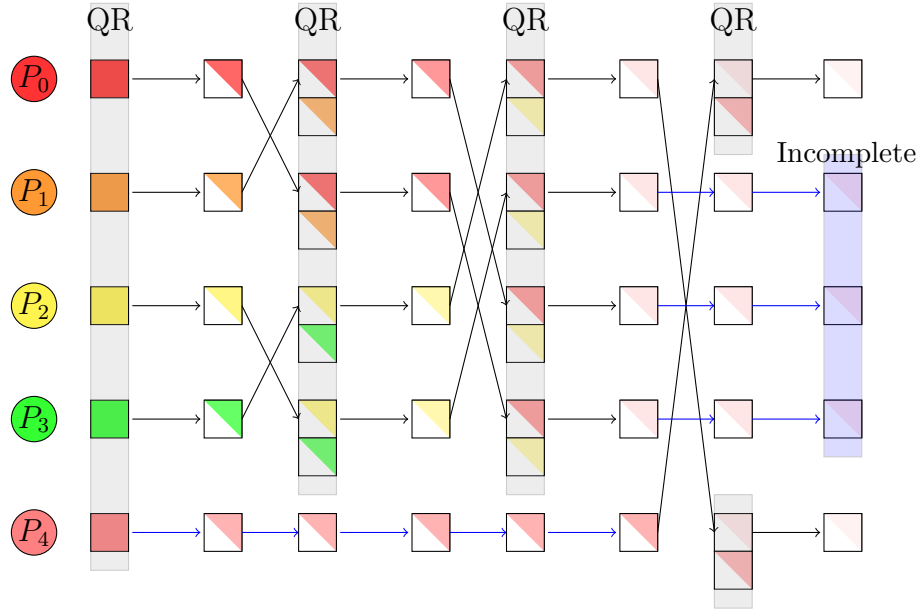 QR QR QR QR
P₀
Incomplete
P₁
P₂
P₃
P₄